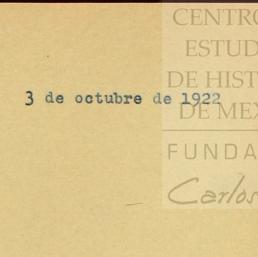 CENTRO
ESTUD
DE HIST
3 de octubre de 1922
DE MEX
FUNDA
Carlos